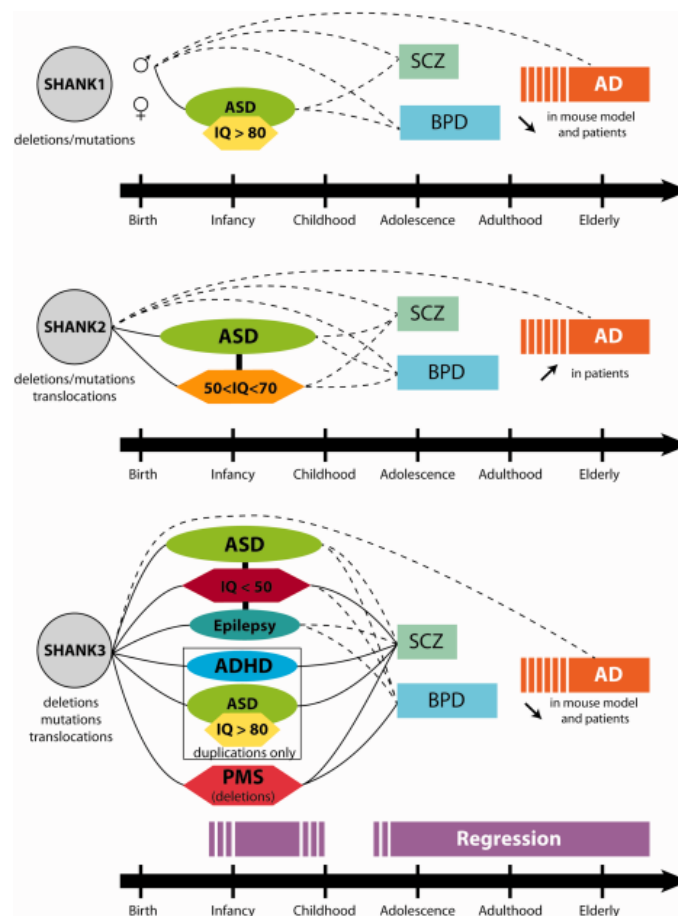 SHANK1
♂
♀
deletions/mutations
ASD
IQ > 80
SCZ
BPD
AD
in mouse model
and patients
Birth Infancy Childhood Adolescence Adulthood Elderly
SHANK2
deletions/mutations
translocations
ASD
50<IQ<70
SCZ
BPD
AD
in patients
Birth Infancy Childhood Adolescence Adulthood Elderly
SHANK3
deletions
mutations
translocations
ASD
IQ < 50
Epilepsy
ADHD
ASD
IQ > 80
duplications only
PMS
(deletions)
SCZ
BPD
AD
in mouse model
and patients
Regression
Birth Infancy Childhood Adolescence Adulthood Elderly